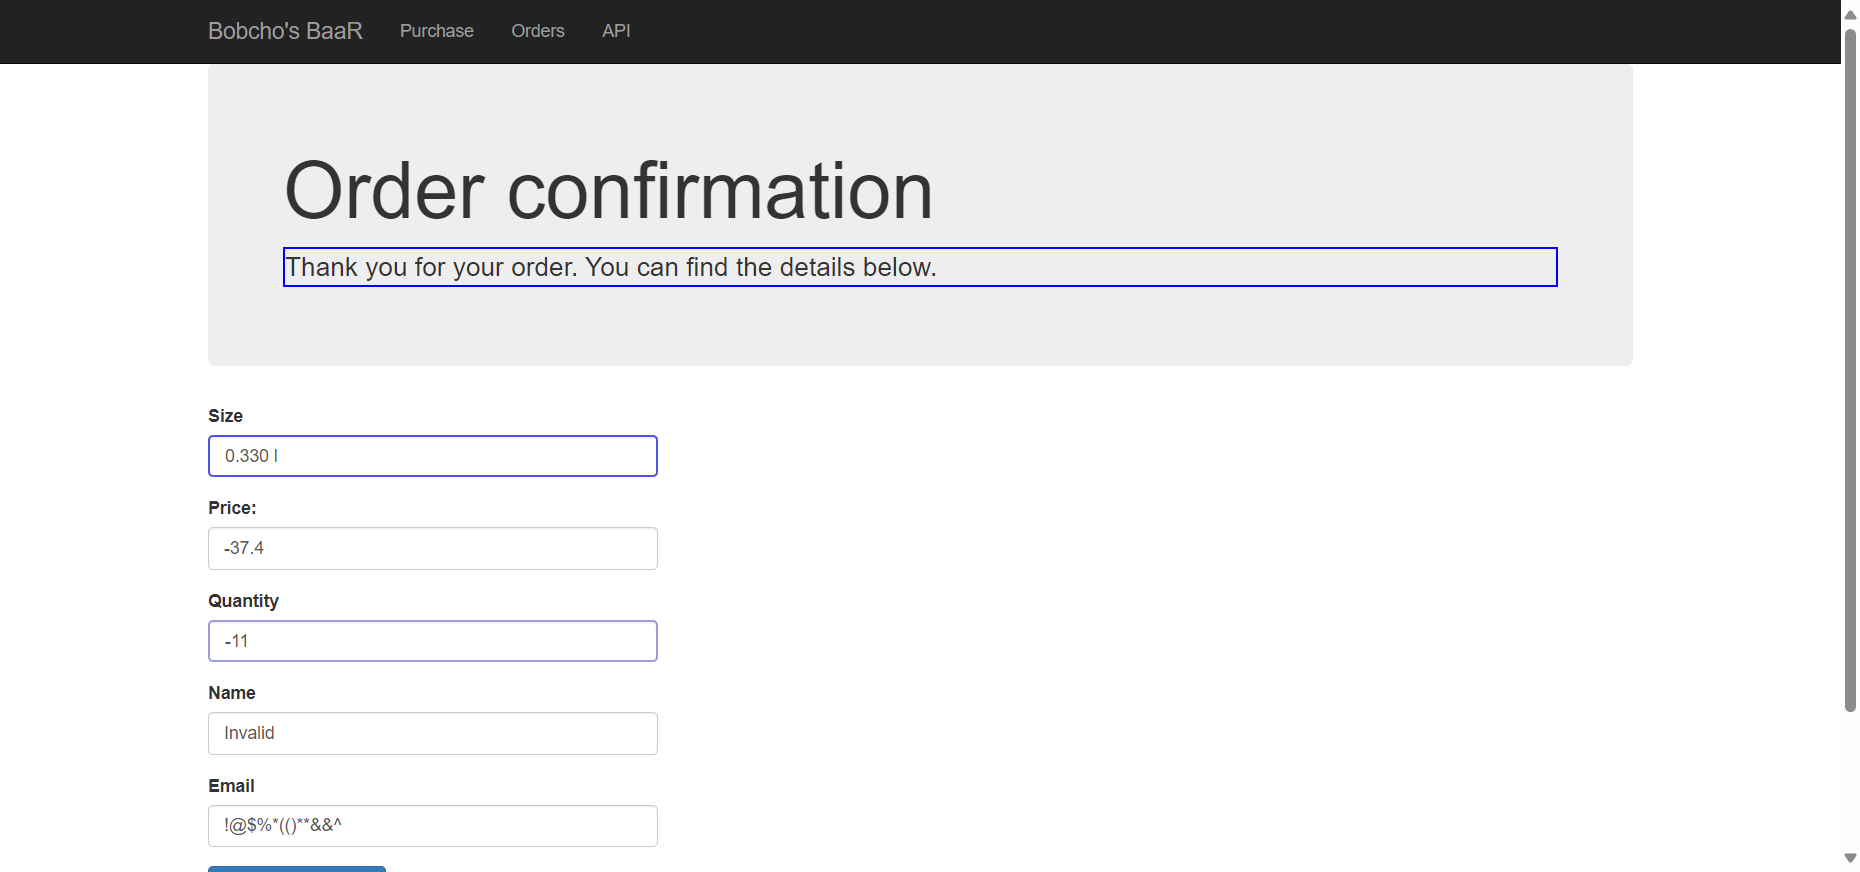 Bobcho's BaaR Purchase Orders API
Order confirmation
Thank you for your order. You can find the details below.
Size
0.330 l
Price:
-37.4
Quantity
-11
Name
Invalid
Email
!@$%*(()**&&^